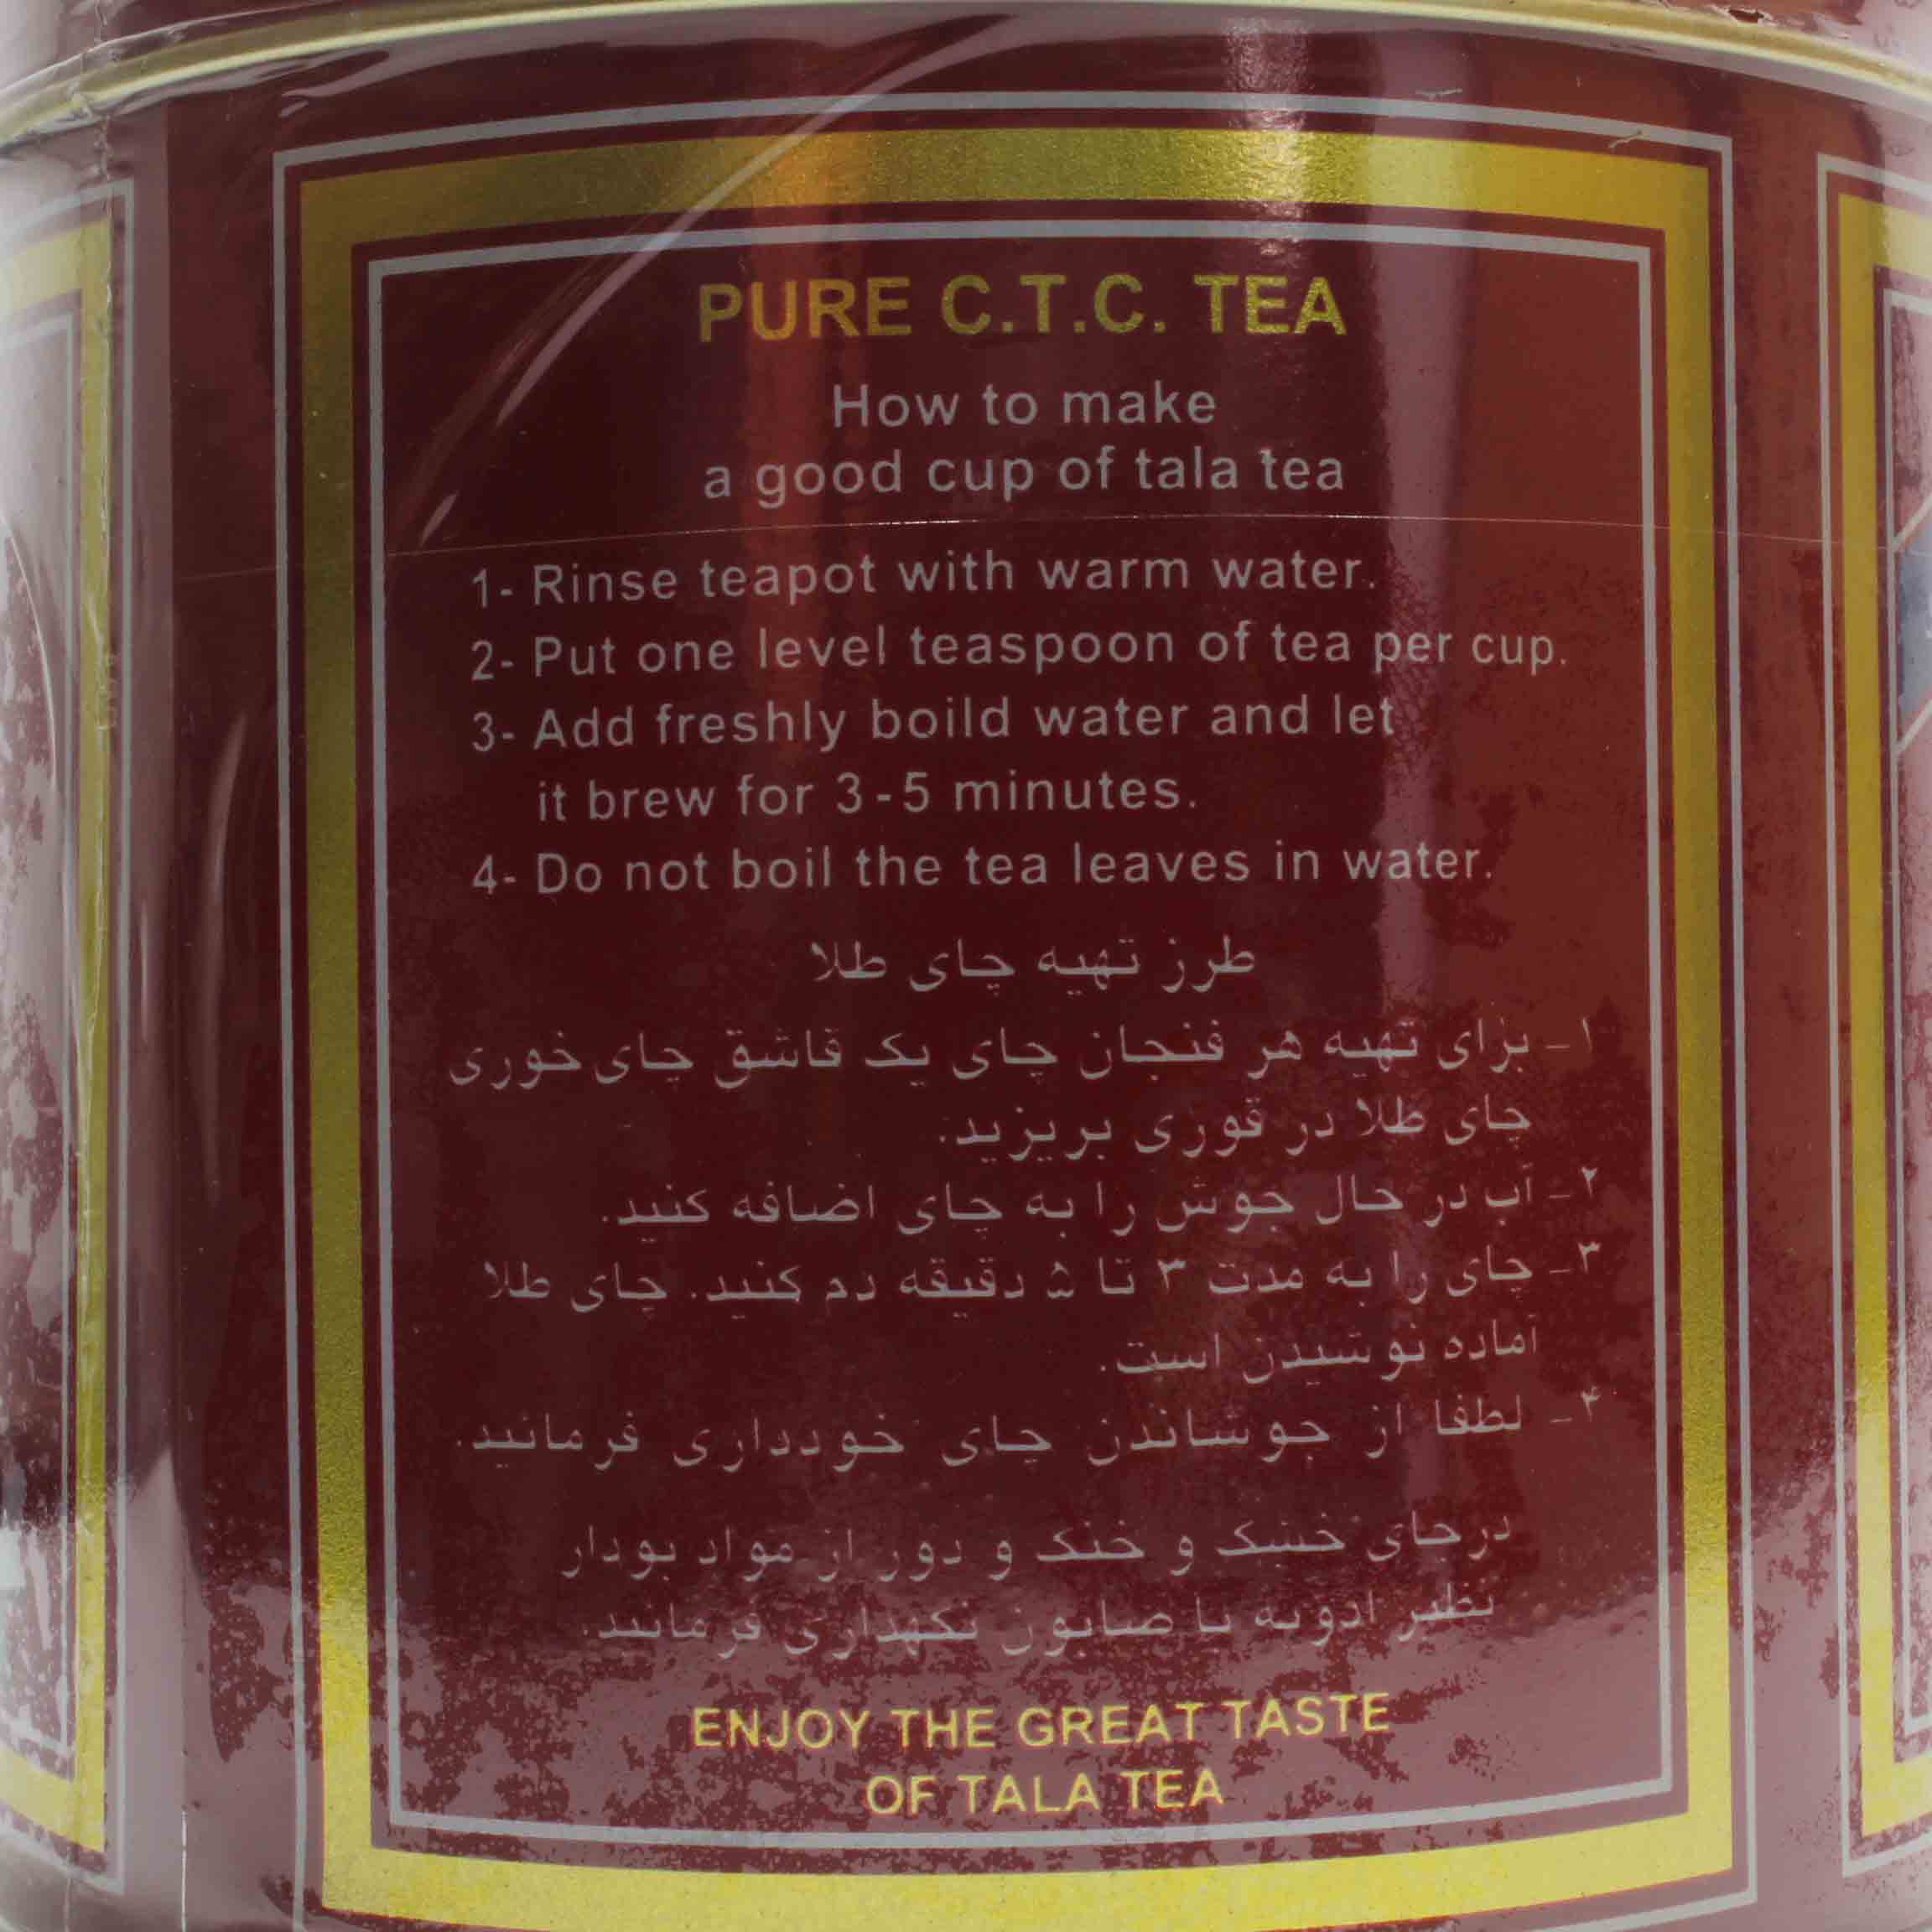 PURE C.T.C. TEA
How to make
a good cup of tala tea
1- Rinse teapot with warm water.
2- Put one level teaspoon of tea per cup.
3- Add freshly boild water and let
it brew for 3-5 minutes.
4- Do not boil the tea leaves in water.
طرز تهیه چای طلا
۱- برای تهیه هر فنجان چای یک قاشق چای خوری
چای طلا در قوری بریزید.
۲- آب در حال جوش را به چای اضافه کنید.
۳- چای را به مدت ۳ تا ۵ دقیقه دم کنید. چای طلا
آماده نوشیدن است.
۴- لطفا از جوشاندن چای خودداری فرمائید.
درجای خشک و خنک و دور از مواد بودار
نظیر ادویه یا صابون نگهداری فرمائید.
ENJOY THE GREAT TASTE
OF TALA TEA